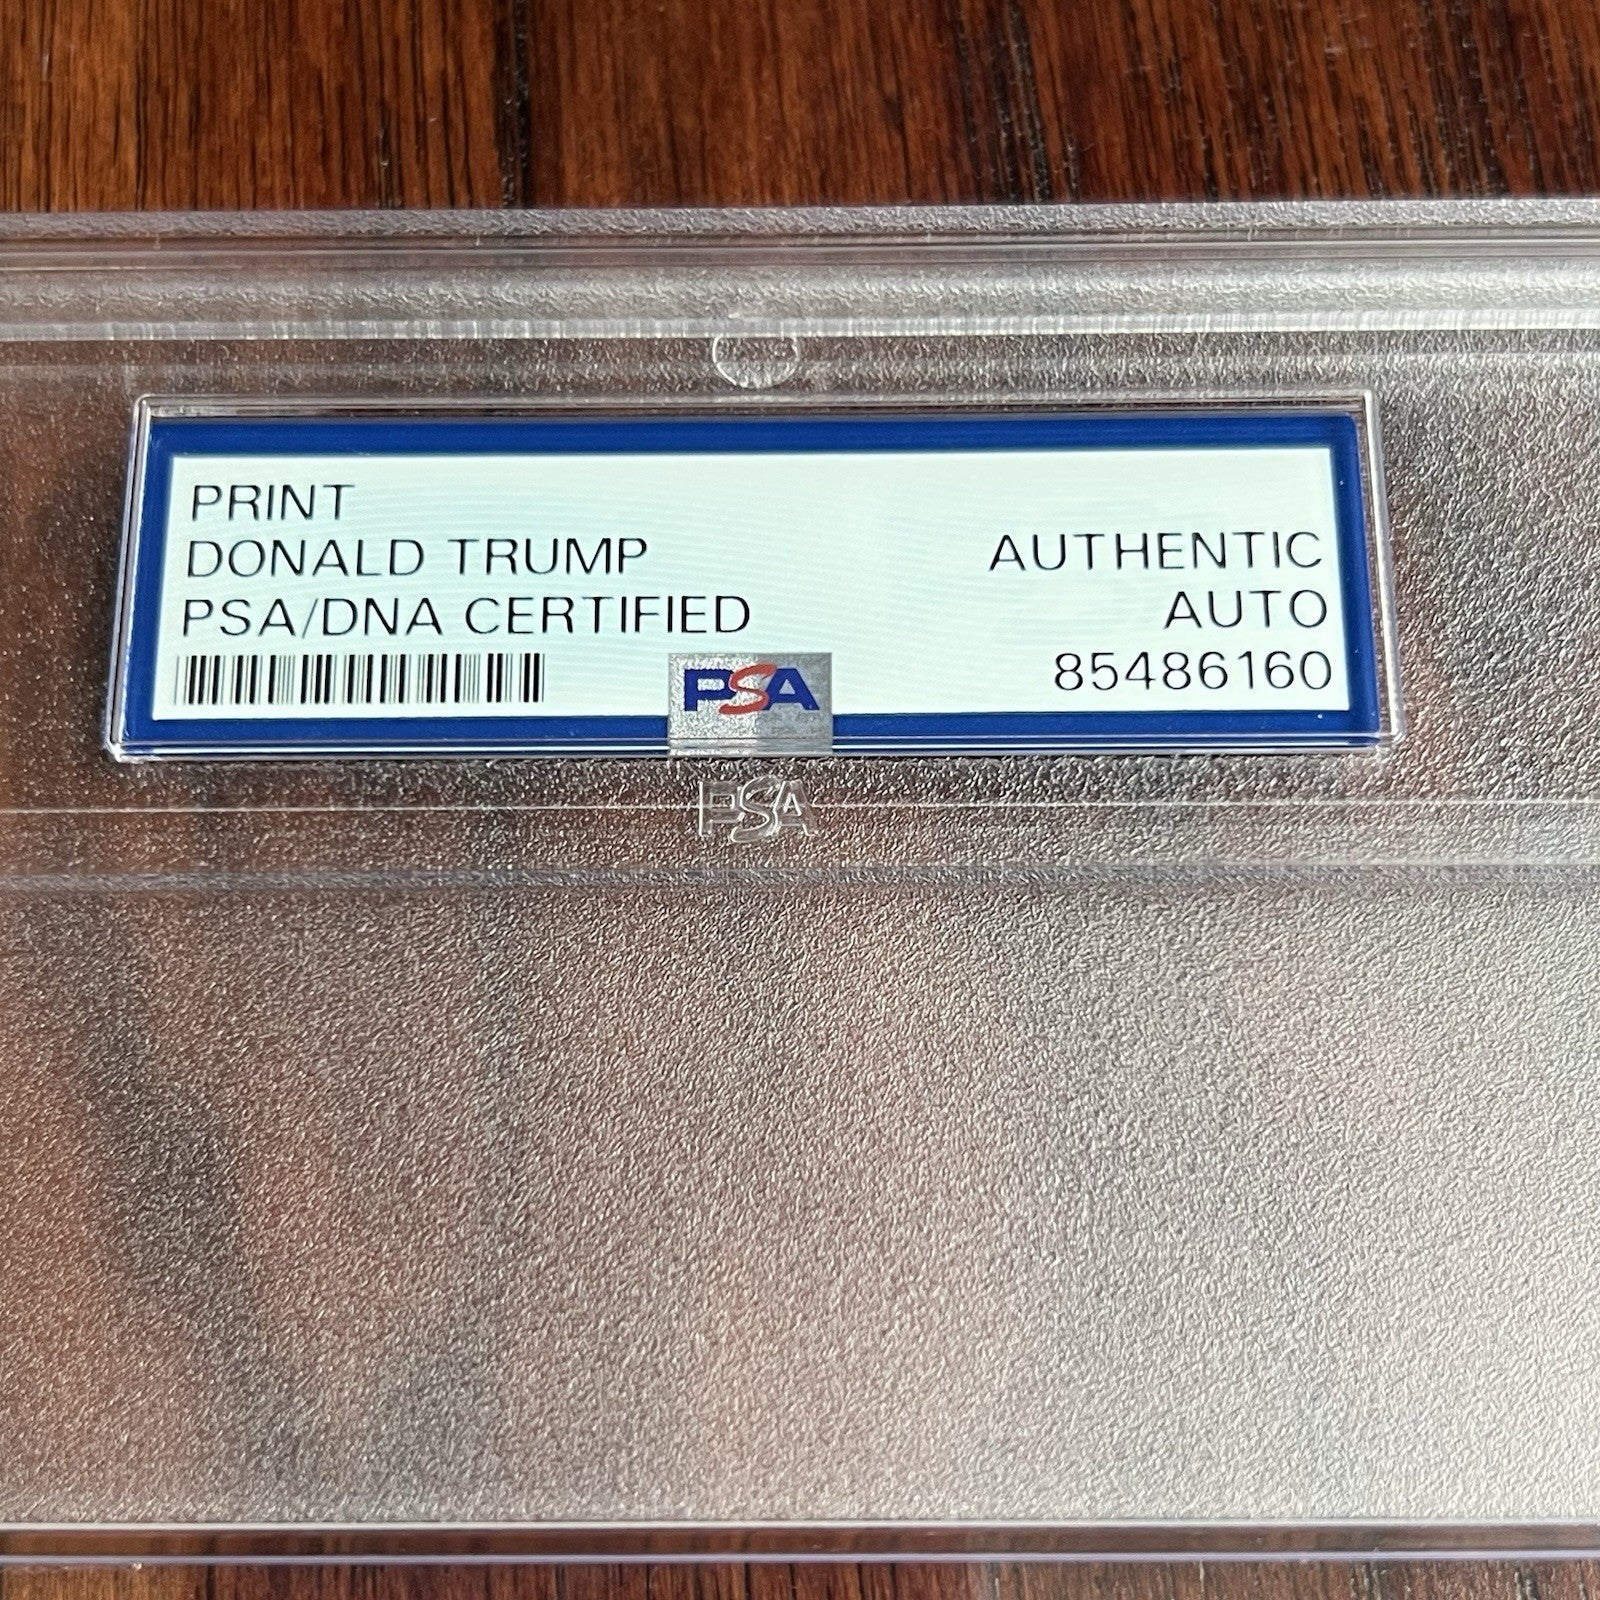 PRINT
DONALD TRUMP
PSA/DNA CERTIFIED
AUTHENTIC
AUTO
85486160
PSA
PSA